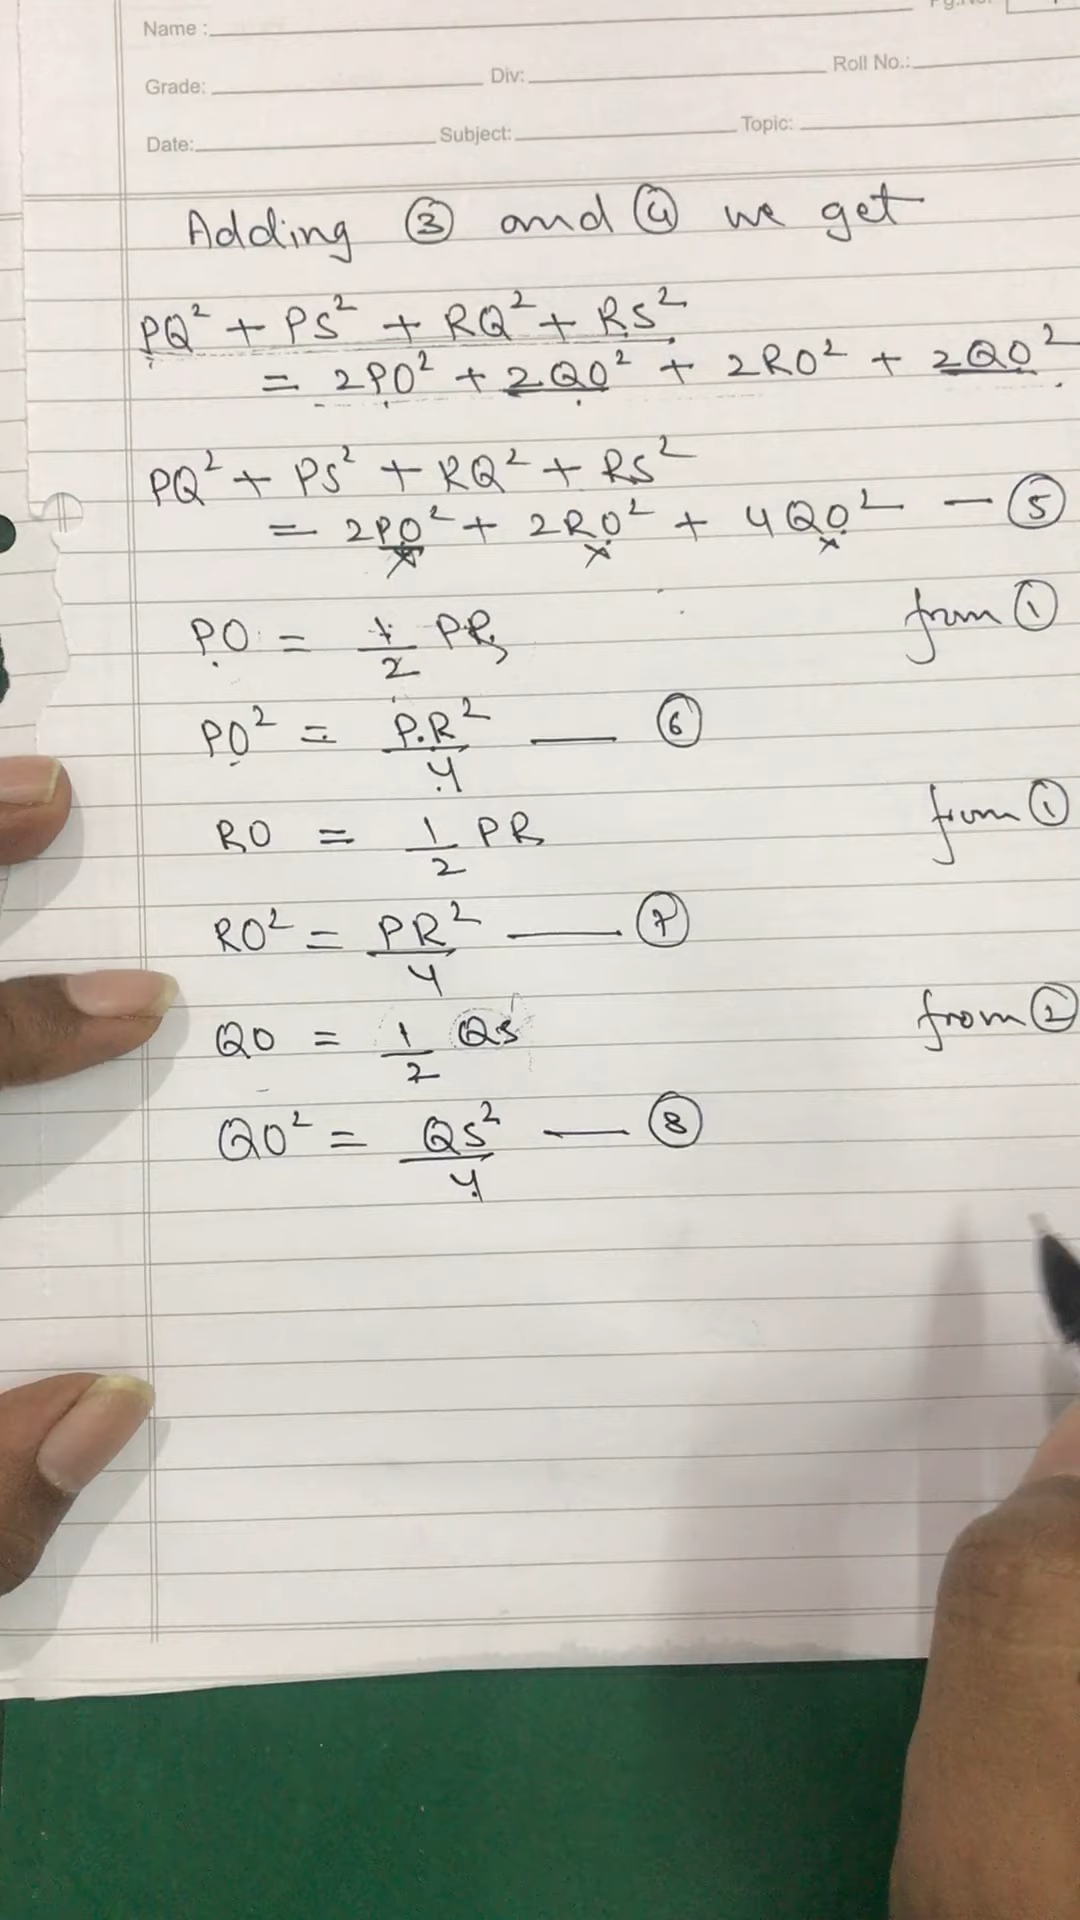 Pg.No.
Name :
Grade: Div: Roll No.:
Date: Subject: Topic:
Adding ③ and ④ we get
PQ² + PS² + RQ² + RS²
= 2PO² + 2QO² + 2RO² + 2QO²
PQ² + PS² + RQ² + RS²
= 2PO² + 2RO² + 4QO² — ⑤
PO = 1/2 PR from ①
PO² = PR²/4 — ⑥
RO = 1/2 PR from ①
RO² = PR²/4 — ⑦
QO = 1/2 QS from ②
QO² = QS²/4 — ⑧